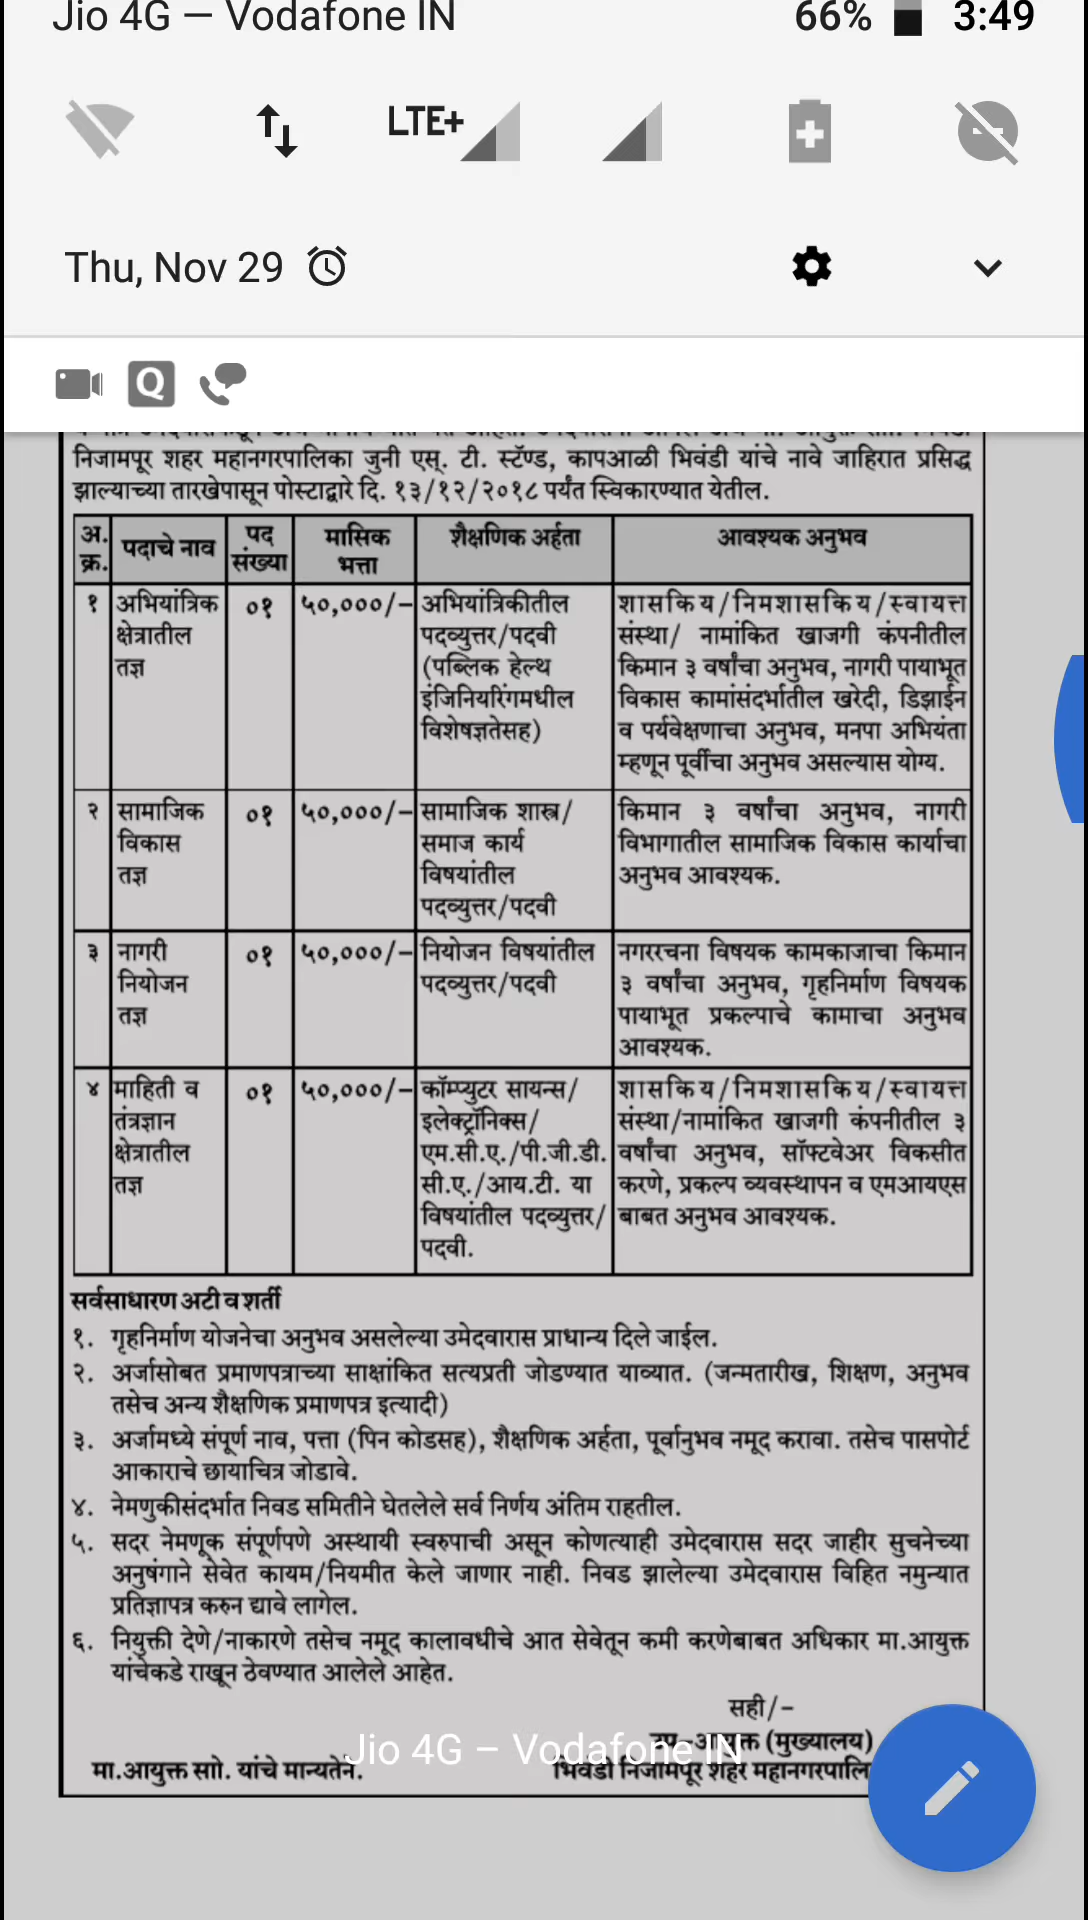 Jio 4G — Vodafone IN 66% 3:49
LTE+
Thu, Nov 29
Q
निजामपूर शहर महानगरपालिका जुनी एस्. टी. स्टॅण्ड, कापआळी भिवंडी यांचे नावे जाहिरात प्रसिद्ध
झाल्याच्या तारखेपासून पोस्टाद्वारे दि. १३/१२/२०१८ पर्यंत स्विकारण्यात येतील.
अ. क्र. पदाचे नाव पद संख्या मासिक भत्ता शैक्षणिक अर्हता आवश्यक अनुभव
१ अभियांत्रिक ०१ ५०,०००/– अभियांत्रिकीतील शासकिय/निमशासकिय/स्वायत्त
क्षेत्रातील पदव्युत्तर/पदवी संस्था/ नामांकित खाजगी कंपनीतील
तज्ञ (पब्लिक हेल्थ किमान ३ वर्षांचा अनुभव, नागरी पायाभूत
इंजिनियरिंगमधील विकास कामांसंदर्भातील खरेदी, डिझाईन
विशेषज्ञतेसह) व पर्यवेक्षणाचा अनुभव, मनपा अभियंता
म्हणून पूर्वीचा अनुभव असल्यास योग्य.
२ सामाजिक ०१ ५०,०००/– सामाजिक शास्त्र/ किमान ३ वर्षांचा अनुभव, नागरी
विकास समाज कार्य विभागातील सामाजिक विकास कार्याचा
तज्ञ विषयांतील अनुभव आवश्यक.
पदव्युत्तर/पदवी
३ नागरी ०१ ५०,०००/– नियोजन विषयांतील नगररचना विषयक कामकाजाचा किमान
नियोजन पदव्युत्तर/पदवी ३ वर्षांचा अनुभव, गृहनिर्माण विषयक
तज्ञ पायाभूत प्रकल्पाचे कामाचा अनुभव
आवश्यक.
४ माहिती व ०१ ५०,०००/– कॉम्प्युटर सायन्स/ शासकिय/निमशासकिय/स्वायत्त
तंत्रज्ञान इलेक्ट्रॉनिक्स/ संस्था/नामांकित खाजगी कंपनीतील ३
क्षेत्रातील एम.सी.ए./पी.जी.डी. वर्षांचा अनुभव, सॉफ्टवेअर विकसीत
तज्ञ सी.ए./आय.टी. या करणे, प्रकल्प व्यवस्थापन व एमआयएस
विषयांतील पदव्युत्तर/ बाबत अनुभव आवश्यक.
पदवी.
सर्वसाधारण अटी व शर्ती
१. गृहनिर्माण योजनेचा अनुभव असलेल्या उमेदवारास प्राधान्य दिले जाईल.
२. अर्जासोबत प्रमाणपत्राच्या साक्षांकित सत्यप्रती जोडण्यात याव्यात. (जन्मतारीख, शिक्षण, अनुभव
तसेच अन्य शैक्षणिक प्रमाणपत्र इत्यादी)
३. अर्जामध्ये संपूर्ण नाव, पत्ता (पिन कोडसह), शैक्षणिक अर्हता, पूर्वानुभव नमूद करावा. तसेच पासपोर्ट
आकाराचे छायाचित्र जोडावे.
४. नेमणुकीसंदर्भात निवड समितीने घेतलेले सर्व निर्णय अंतिम राहतील.
५. सदर नेमणूक संपूर्णपणे अस्थायी स्वरुपाची असून कोणत्याही उमेदवारास सदर जाहीर सुचनेच्या
अनुषंगाने सेवेत कायम/नियमीत केले जाणार नाही. निवड झालेल्या उमेदवारास विहित नमुन्यात
प्रतिज्ञापत्र करुन द्यावे लागेल.
६. नियुक्ती देणे/नाकारणे तसेच नमूद कालावधीचे आत सेवेतून कमी करणेबाबत अधिकार मा.आयुक्त
यांचेकडे राखून ठेवण्यात आलेले आहेत.
सही/–
उप-आयुक्त (मुख्यालय)
Jio 4G – Vodafone IN
मा.आयुक्त सो. यांचे मान्यतेने. भिवंडी निजामपूर शहर महानगरपालि